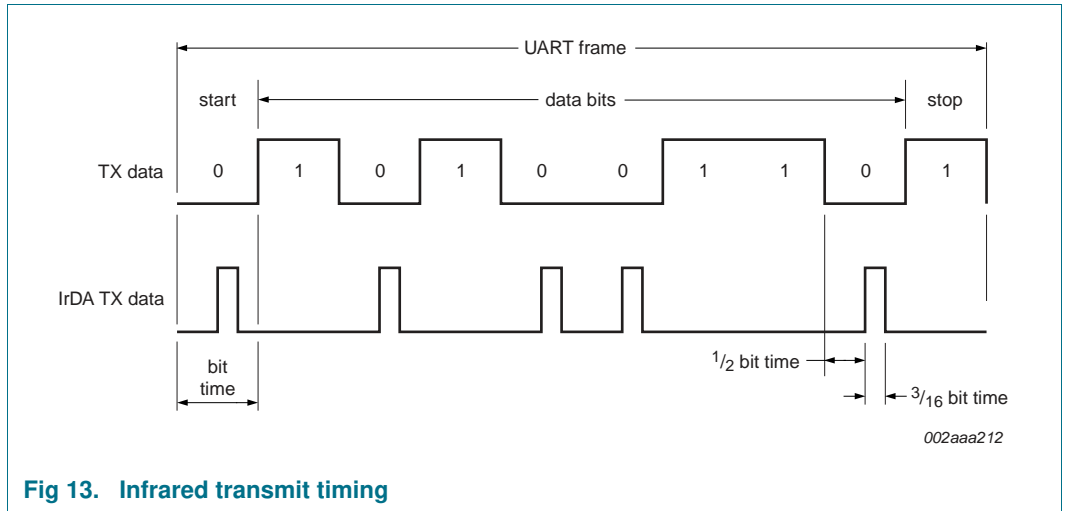 UART frame
start data bits stop
TX data 0 1 0 1 0 0 1 1 0 1
IrDA TX data
1/2 bit time
bit
time
3/16 bit time
002aaa212
Fig 13. Infrared transmit timing